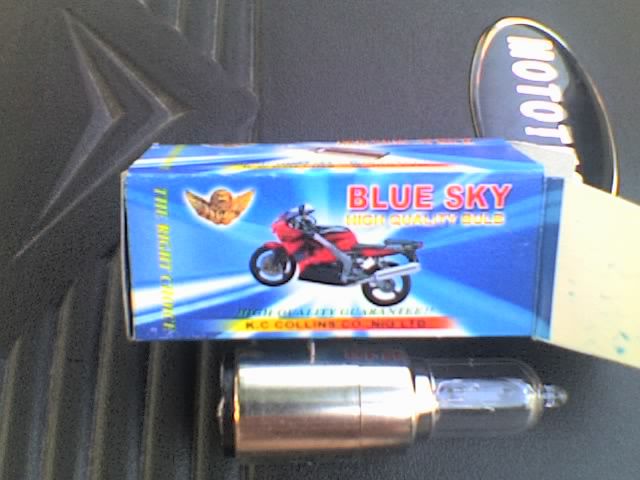 MOTOT
BLUE SKY
HIGH QUALITY BULB
THE RIGHT CHOICE
HIGH QUALITY GUARANTEE!!
K.C COLLINS CO.,NIG LTD.